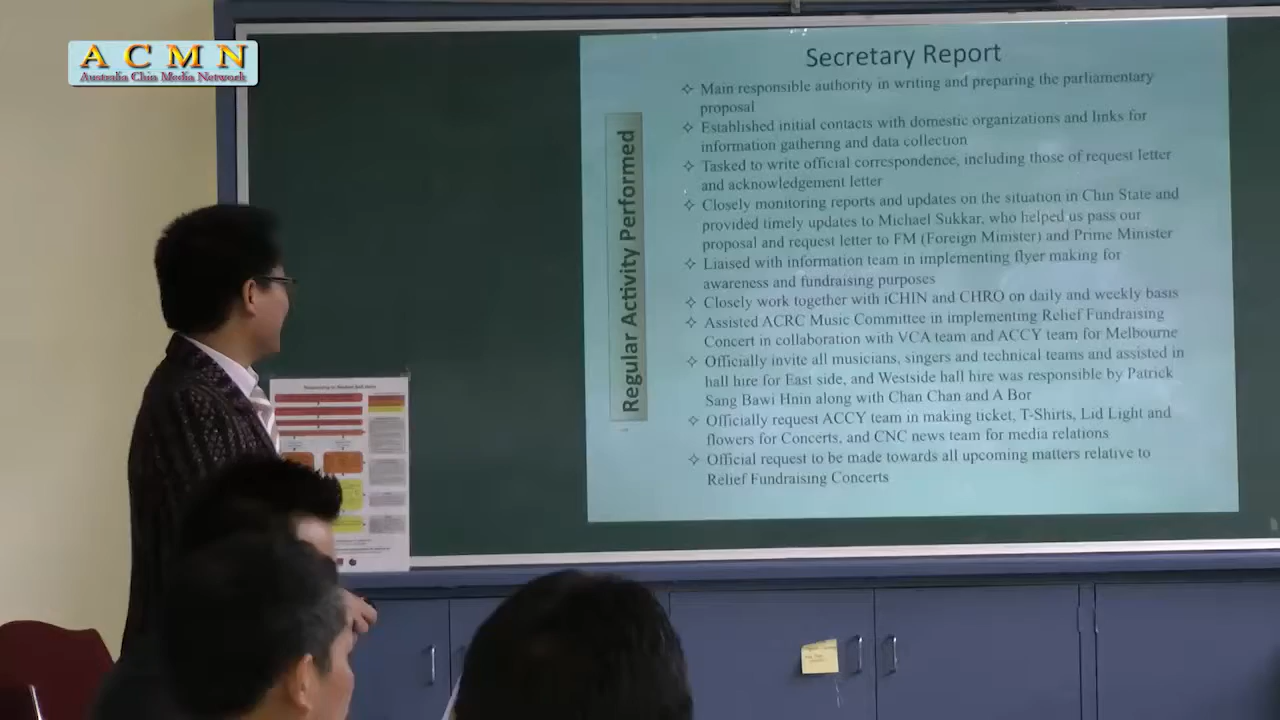 ACMN
Australia Chin Media Network
Secretary Report
Regular Activity Performed
✧ Main responsible authority in writing and preparing the parliamentary
proposal
✧ Established initial contacts with domestic organizations and links for
information gathering and data collection
✧ Tasked to write official correspondence, including those of request letter
and acknowledgement letter
✧ Closely monitoring reports and updates on the situation in Chin State and
provided timely updates to Michael Sukkar, who helped us pass our
proposal and request letter to FM (Foreign Minister) and Prime Minister
✧ Liaised with information team in implementing flyer making for
awareness and fundraising purposes
✧ Closely work together with iCHIN and CHRO on daily and weekly basis
✧ Assisted ACRC Music Committee in implementing Relief Fundraising
Concert in collaboration with VCA team and ACCY team for Melbourne
✧ Officially invite all musicians, singers and technical teams and assisted in
hall hire for East side, and Westside hall hire was responsible by Patrick
Sang Bawi Hnin along with Chan Chan and A Bor
✧ Officially request ACCY team in making ticket, T-Shirts, Lid Light and
flowers for Concerts, and CNC news team for media relations
✧ Official request to be made towards all upcoming matters relative to
Relief Fundraising Concerts